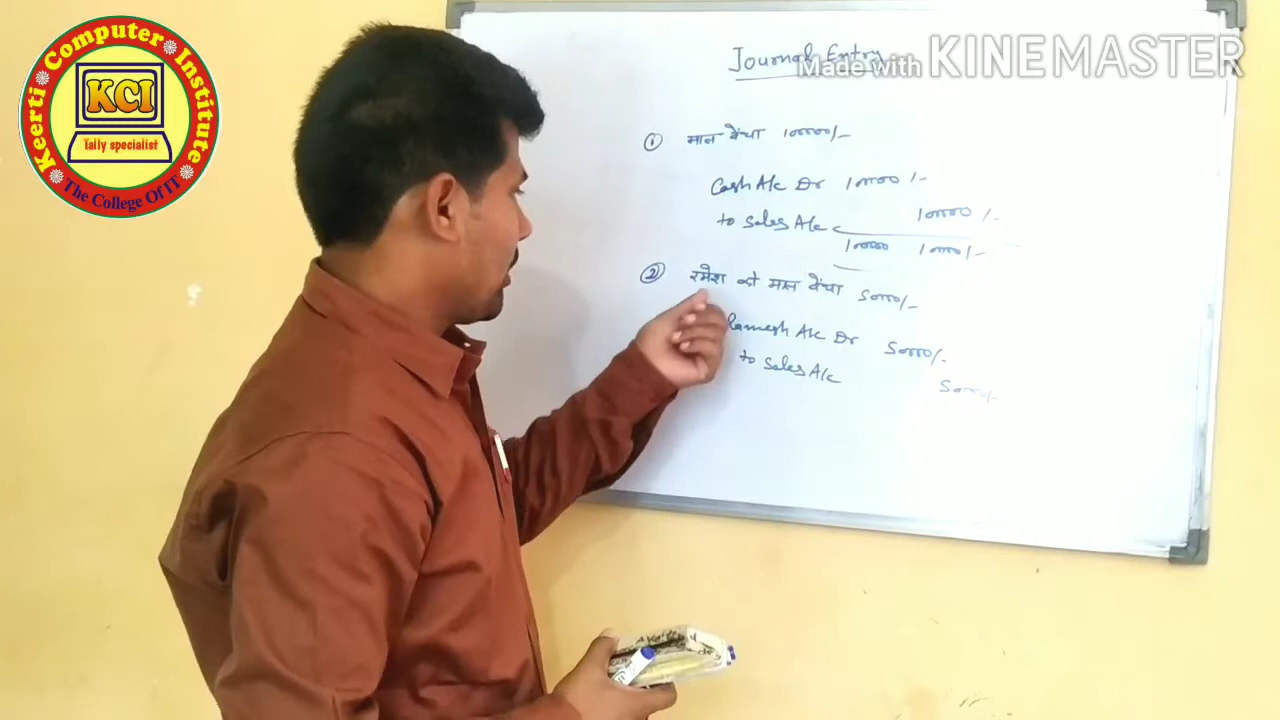 Keerti Computer Institute
KCI
Tally specialist
The College Of IT
Made with KINEMASTER
Journal Entry
① माल बेंचा 10000/-
Cash A/c Dr 10000/-
to Sales A/c 10000/-
10000 10000/-
② रमेश को माल बेंचा 5000/-
Ramesh A/c Dr 5000/-
to Sales A/c 5000/-